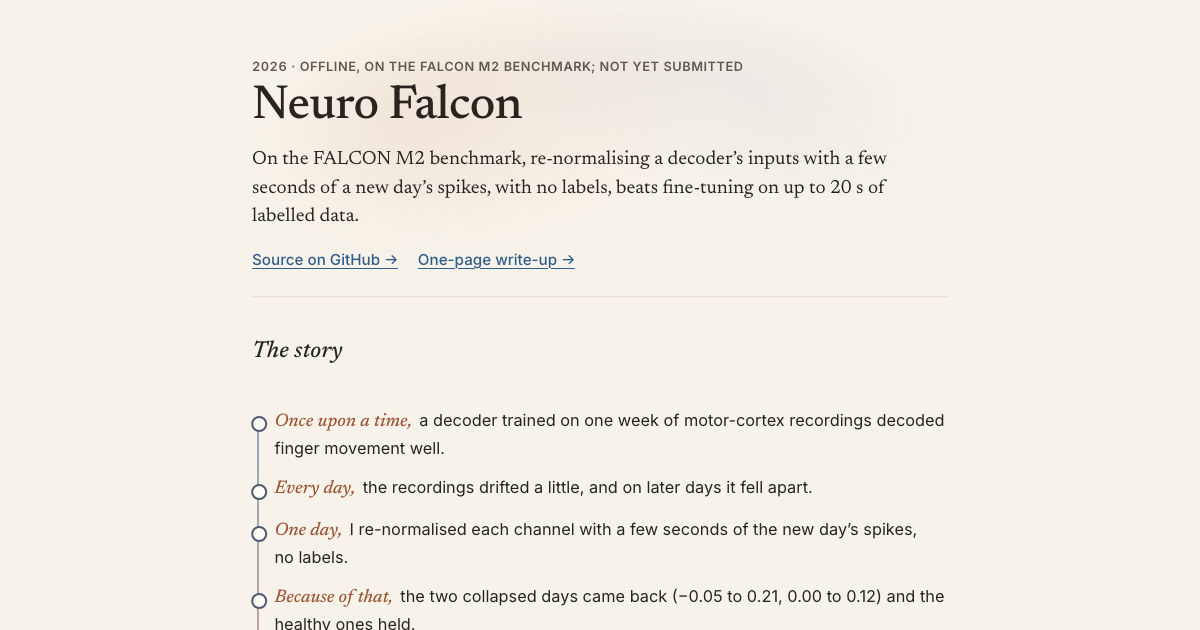 2026 · OFFLINE, ON THE FALCON M2 BENCHMARK; NOT YET SUBMITTED
Neuro Falcon
On the FALCON M2 benchmark, re-normalising a decoder’s inputs with a few
seconds of a new day’s spikes, with no labels, beats fine-tuning on up to 20 s of
labelled data.
Source on GitHub → One-page write-up →
The story
Once upon a time, a decoder trained on one week of motor-cortex recordings decoded
finger movement well.
Every day, the recordings drifted a little, and on later days it fell apart.
One day, I re-normalised each channel with a few seconds of the new day’s spikes,
no labels.
Because of that, the two collapsed days came back (−0.05 to 0.21, 0.00 to 0.12) and the
healthy ones held.